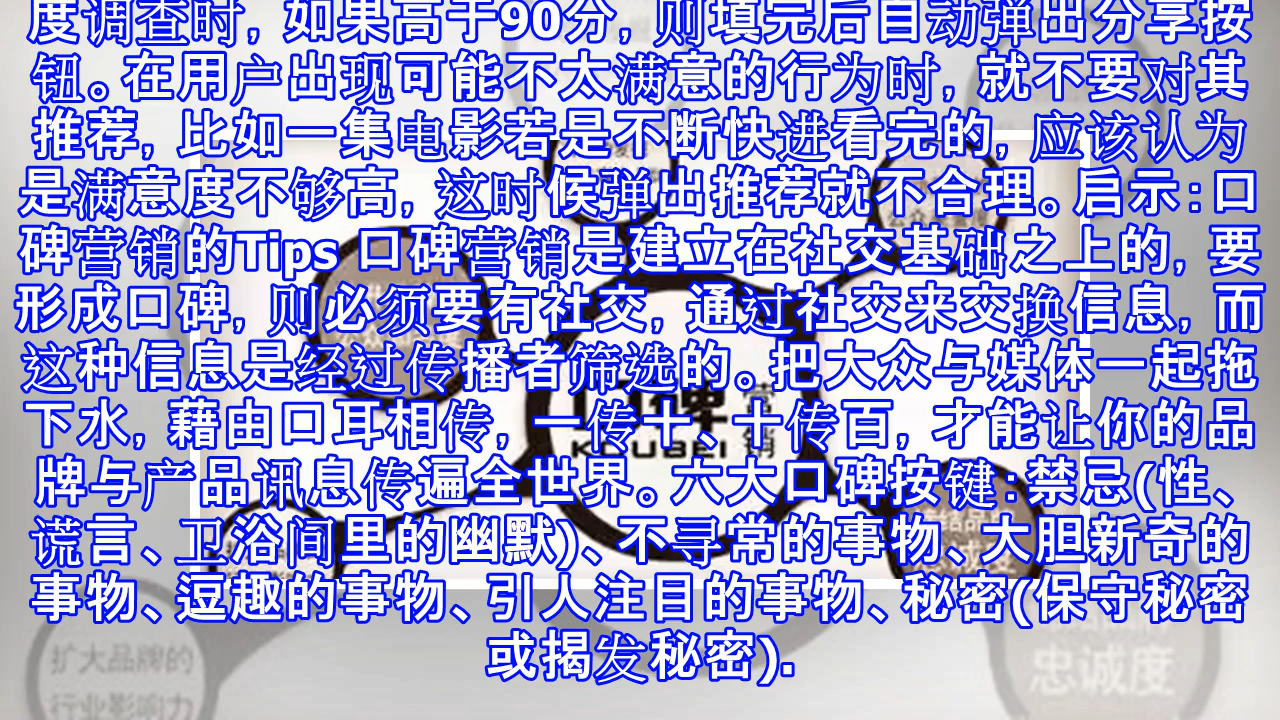 度调查时, 如果高于90分, 则填完后自动弹出分享按
钮。在用户出现可能不太满意的行为时, 就不要对其
推荐, 比如一集电影若是不断快进看完的, 应该认为
是满意度不够高, 这时候弹出推荐就不合理。启示:口
碑营销的Tips 口碑营销是建立在社交基础之上的, 要
形成口碑, 则必须要有社交, 通过社交来交换信息, 而
这种信息是经过传播者筛选的。把大众与媒体一起拖
下水, 藉由口耳相传, 一传十、十传百, 才能让你的品
牌与产品讯息传遍全世界。六大口碑按键:禁忌(性、
谎言、卫浴间里的幽默)、不寻常的事物、大胆新奇的
事物、逗趣的事物、引人注目的事物、秘密(保守秘密
或揭发秘密).
KOUBEI
营销
扩大品牌的
行业影响力
忠诚度